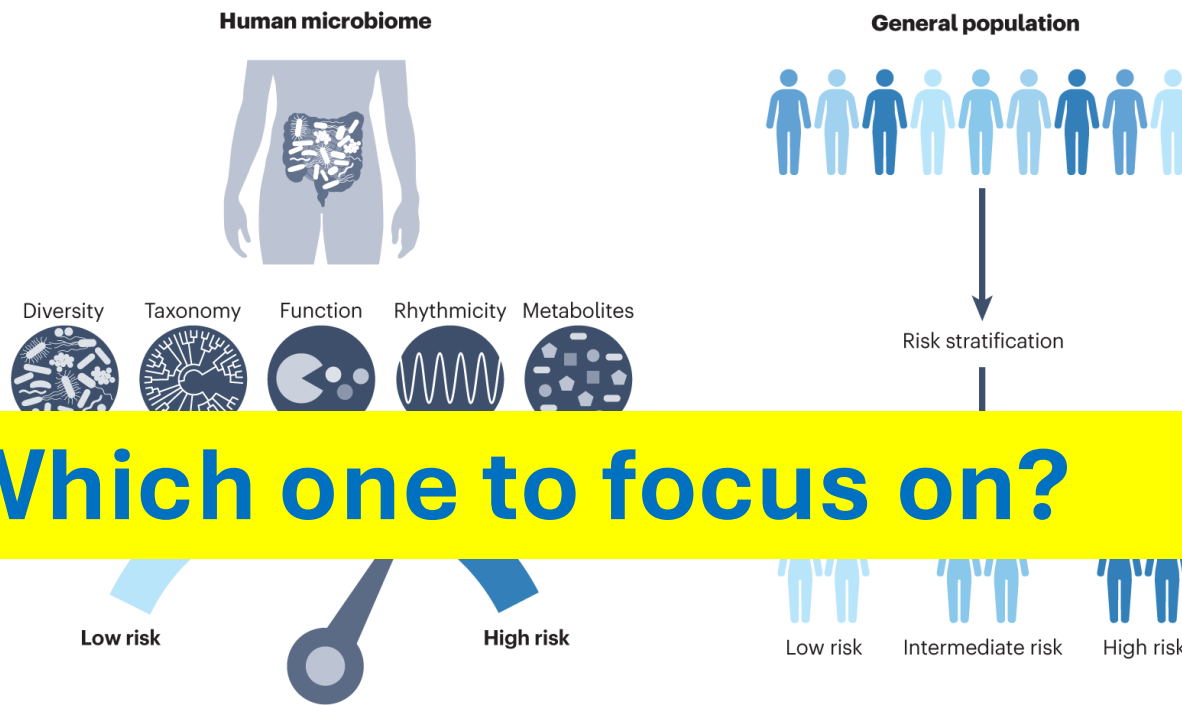 Human microbiome
General population
Diversity
Taxonomy
Function
Rhythmicity
Metabolites
Risk stratification
Which one to focus on?
Low risk
High risk
Low risk
Intermediate risk
High risk